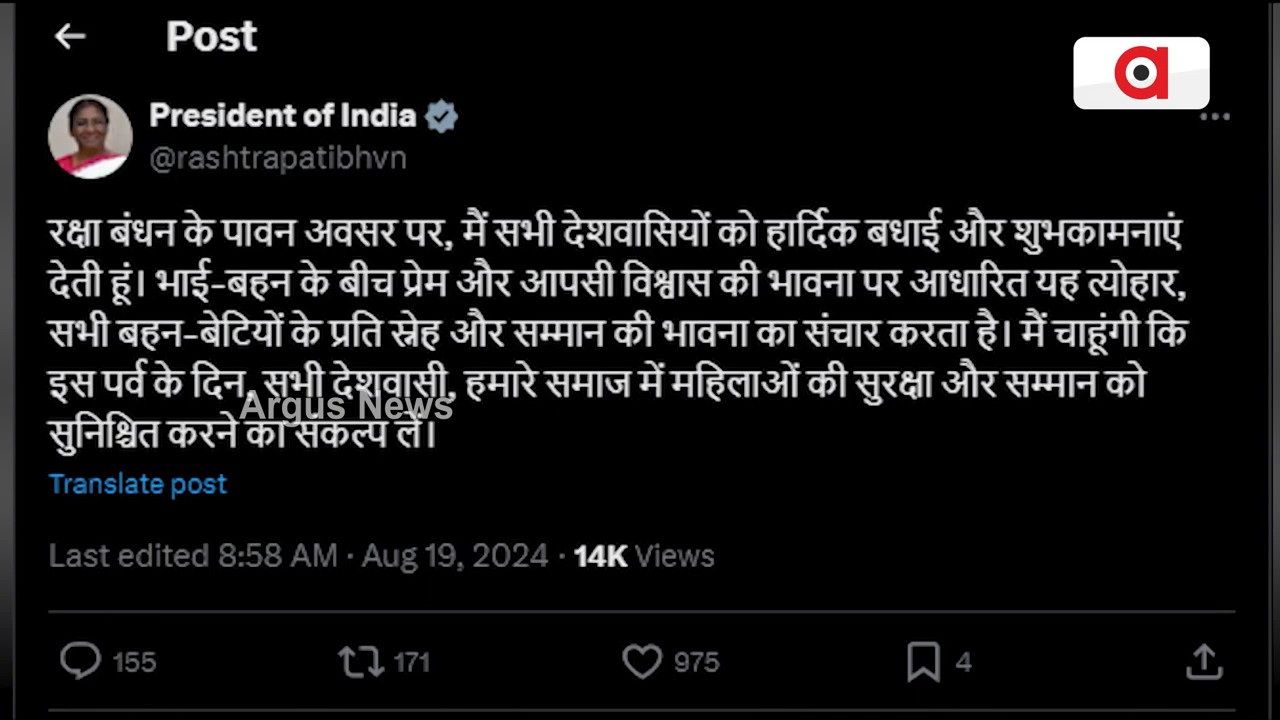 Post
President of India
@rashtrapatibhvn
रक्षा बंधन के पावन अवसर पर, मैं सभी देशवासियों को हार्दिक बधाई और शुभकामनाएं
देती हूं। भाई-बहन के बीच प्रेम और आपसी विश्वास की भावना पर आधारित यह त्योहार,
सभी बहन-बेटियों के प्रति स्नेह और सम्मान की भावना का संचार करता है। मैं चाहूंगी कि
इस पर्व के दिन, सभी देशवासी, हमारे समाज में महिलाओं की सुरक्षा और सम्मान को
Argus News
सुनिश्चित करने का संकल्प लें।
Translate post
Last edited 8:58 AM · Aug 19, 2024 · 14K Views
155 171 975 4